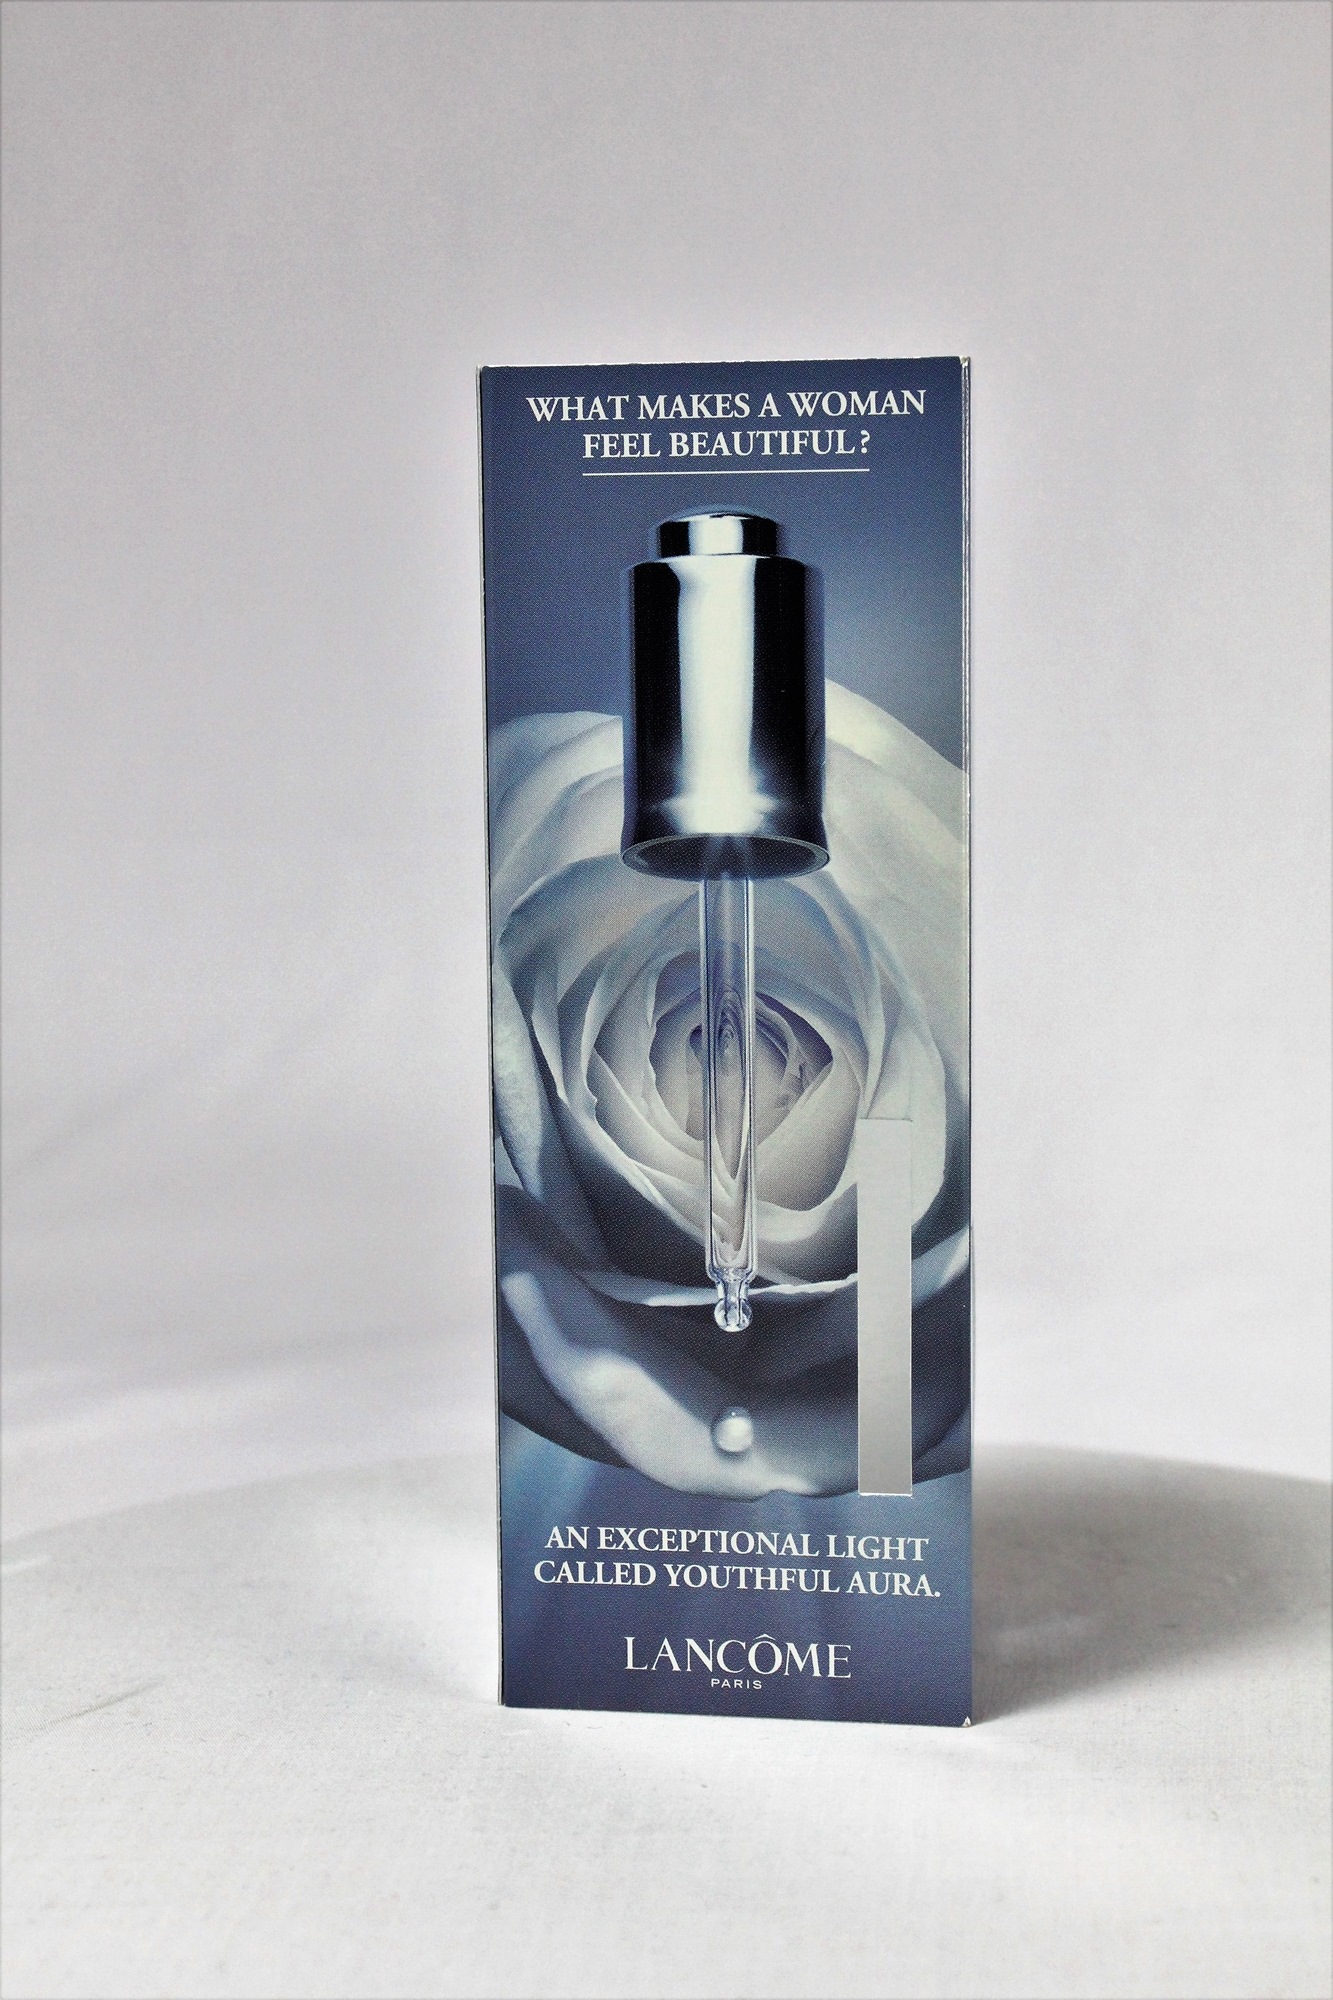 WHAT MAKES A WOMAN
FEEL BEAUTIFUL?
AN EXCEPTIONAL LIGHT
CALLED YOUTHFUL AURA.
LANCÔME
PARIS